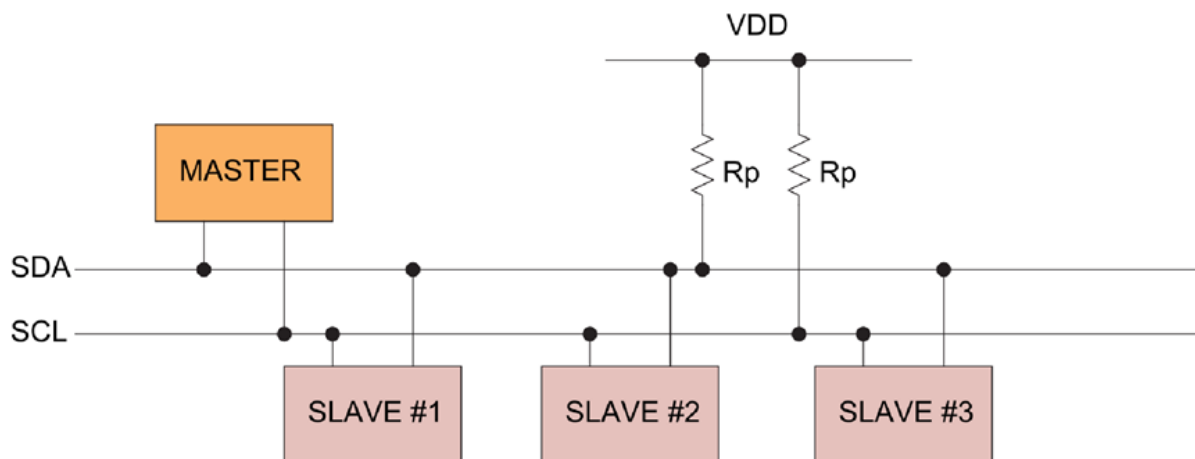 VDD
MASTER
Rp
Rp
SDA
SCL
SLAVE #1
SLAVE #2
SLAVE #3